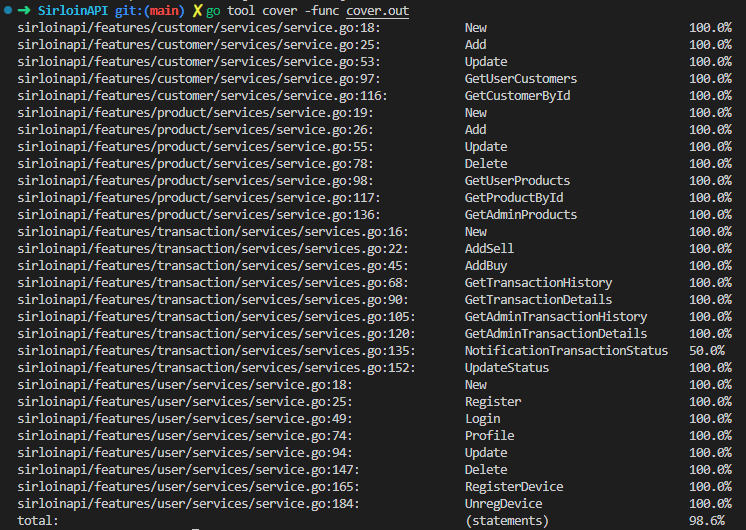 ➜ SirloinAPI git:(main) ✗ go tool cover -func cover.out
sirloinapi/features/customer/services/service.go:18: New 100.0%
sirloinapi/features/customer/services/service.go:25: Add 100.0%
sirloinapi/features/customer/services/service.go:53: Update 100.0%
sirloinapi/features/customer/services/service.go:97: GetUserCustomers 100.0%
sirloinapi/features/customer/services/service.go:116: GetCustomerById 100.0%
sirloinapi/features/product/services/service.go:19: New 100.0%
sirloinapi/features/product/services/service.go:26: Add 100.0%
sirloinapi/features/product/services/service.go:55: Update 100.0%
sirloinapi/features/product/services/service.go:78: Delete 100.0%
sirloinapi/features/product/services/service.go:98: GetUserProducts 100.0%
sirloinapi/features/product/services/service.go:117: GetProductById 100.0%
sirloinapi/features/product/services/service.go:136: GetAdminProducts 100.0%
sirloinapi/features/transaction/services/services.go:16: New 100.0%
sirloinapi/features/transaction/services/services.go:22: AddSell 100.0%
sirloinapi/features/transaction/services/services.go:45: AddBuy 100.0%
sirloinapi/features/transaction/services/services.go:68: GetTransactionHistory 100.0%
sirloinapi/features/transaction/services/services.go:90: GetTransactionDetails 100.0%
sirloinapi/features/transaction/services/services.go:105: GetAdminTransactionHistory 100.0%
sirloinapi/features/transaction/services/services.go:120: GetAdminTransactionDetails 100.0%
sirloinapi/features/transaction/services/services.go:135: NotificationTransactionStatus 50.0%
sirloinapi/features/transaction/services/services.go:152: UpdateStatus 100.0%
sirloinapi/features/user/services/service.go:18: New 100.0%
sirloinapi/features/user/services/service.go:25: Register 100.0%
sirloinapi/features/user/services/service.go:49: Login 100.0%
sirloinapi/features/user/services/service.go:74: Profile 100.0%
sirloinapi/features/user/services/service.go:94: Update 100.0%
sirloinapi/features/user/services/service.go:147: Delete 100.0%
sirloinapi/features/user/services/service.go:165: RegisterDevice 100.0%
sirloinapi/features/user/services/service.go:184: UnregDevice 100.0%
total: (statements) 98.6%